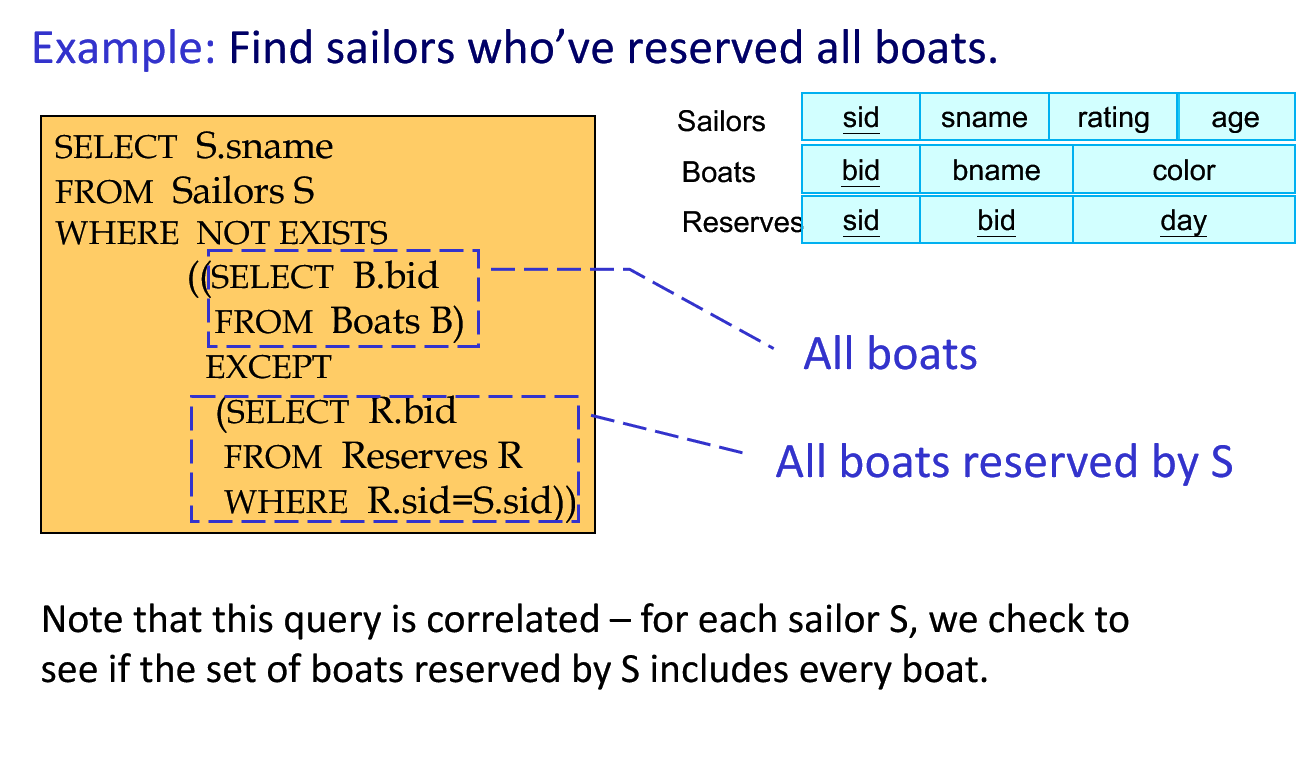 Example: Find sailors who’ve reserved all boats.
SELECT S.sname
FROM Sailors S
WHERE NOT EXISTS
((SELECT B.bid
FROM Boats B)
EXCEPT
(SELECT R.bid
FROM Reserves R
WHERE R.sid=S.sid))
Sailors sid sname rating age
Boats bid bname color
Reserves sid bid day
All boats
All boats reserved by S
Note that this query is correlated – for each sailor S, we check to
see if the set of boats reserved by S includes every boat.